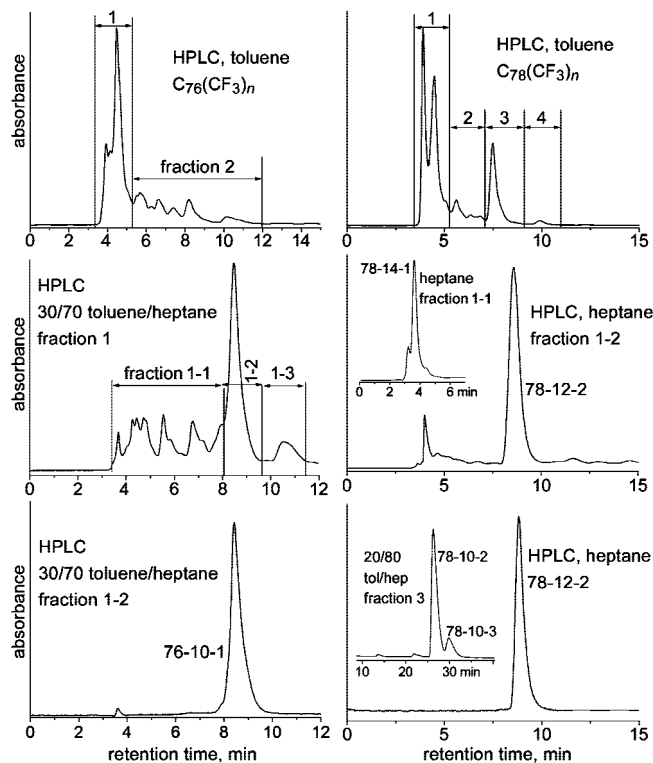 absorbance
1
HPLC, toluene
C76(CF3)n
fraction 2
0 2 4 6 8 10 12 14
1
HPLC, toluene
C78(CF3)n
2
3
4
0 5 10 15
absorbance
HPLC
30/70 toluene/heptane
fraction 1
fraction 1-1
1-2
1-3
0 2 4 6 8 10 12
78-14-1
heptane
fraction 1-1
0 2 4 6 min
HPLC, heptane
fraction 1-2
78-12-2
0 5 10 15
absorbance
HPLC
30/70 toluene/heptane
fraction 1-2
76-10-1
0 2 4 6 8 10 12
retention time, min
20/80
tol/hep
fraction 3
78-10-2
78-10-3
10 20 30 min
HPLC, heptane
78-12-2
0 5 10 15
retention time, min